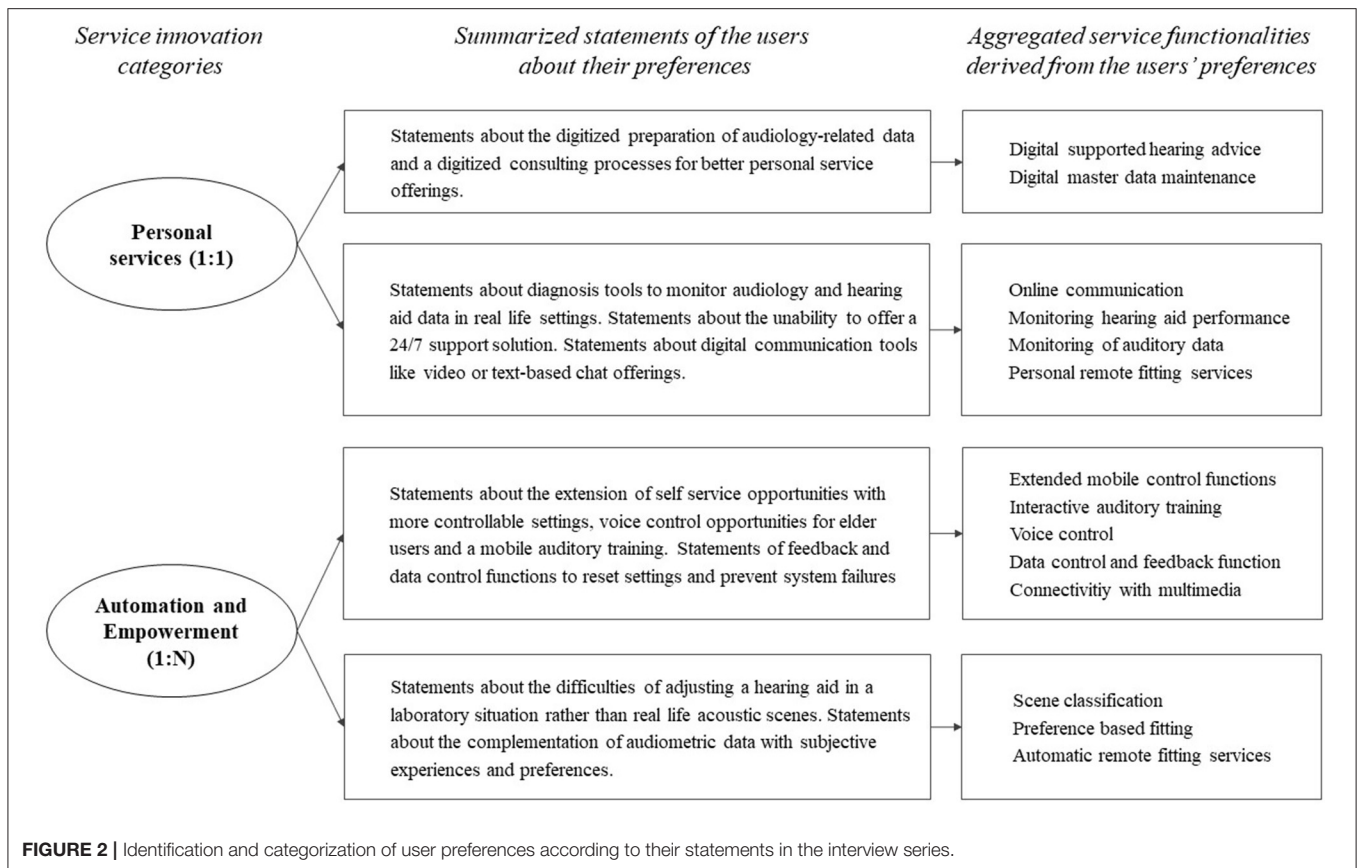 Service innovation
categories
Summarized statements of the users
about their preferences
Aggregated service functionalities
derived from the users' preferences
Personal
services (1:1)
Statements about the digitized preparation of audiology-related data
and a digitized consulting processes for better personal service
offerings.
Digital supported hearing advice
Digital master data maintenance
Statements about diagnosis tools to monitor audiology and hearing
aid data in real life settings. Statements about the unability to offer a
24/7 support solution. Statements about digital communication tools
like video or text-based chat offerings.
Online communication
Monitoring hearing aid performance
Monitoring of auditory data
Personal remote fitting services
Automation and
Empowerment
(1:N)
Statements about the extension of self service opportunities with
more controllable settings, voice control opportunities for elder
users and a mobile auditory training. Statements of feedback and
data control functions to reset settings and prevent system failures
Extended mobile control functions
Interactive auditory training
Voice control
Data control and feedback function
Connectivitiy with multimedia
Statements about the difficulties of adjusting a hearing aid in a
laboratory situation rather than real life acoustic scenes. Statements
about the complementation of audiometric data with subjective
experiences and preferences.
Scene classification
Preference based fitting
Automatic remote fitting services
FIGURE 2 | Identification and categorization of user preferences according to their statements in the interview series.